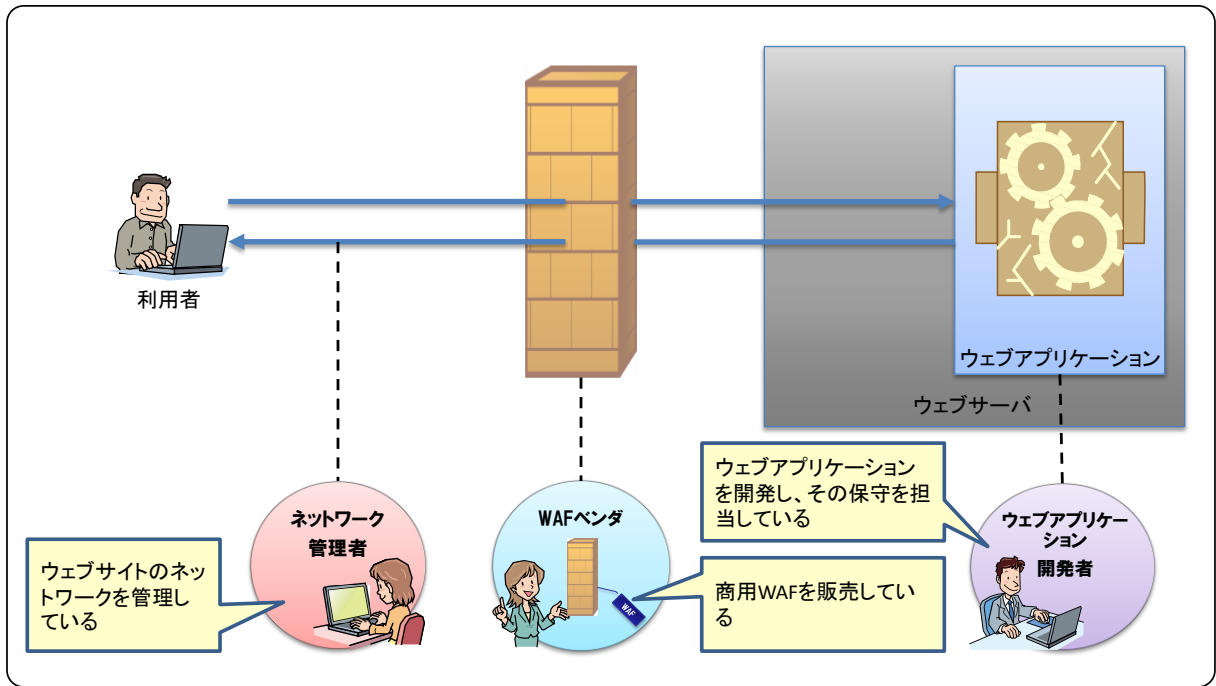 利用者
ウェブアプリケーション
ウェブサーバ
ネットワーク
管理者
ウェブサイトのネッ
トワークを管理し
ている
WAFベンダ
WAF
商用WAFを販売してい
る
ウェブアプリケーション
を開発し、その保守を担
当している
ウェブアプリケー
ション
開発者